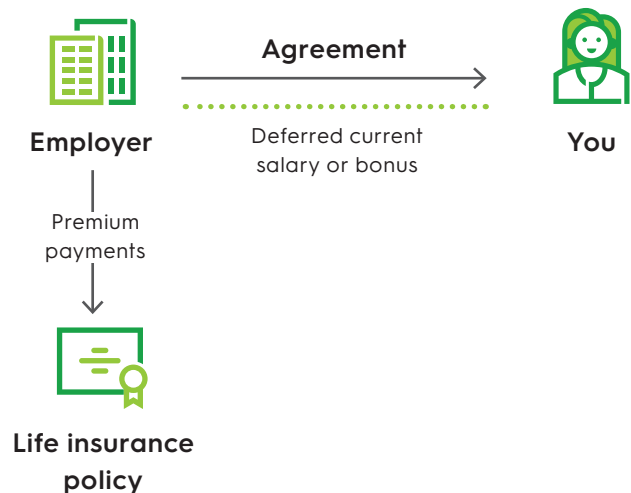 Agreement
Employer
Deferred current
salary or bonus
You
Premium
payments
Life insurance
policy